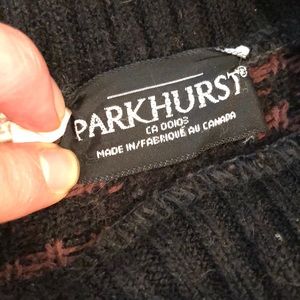 PARKHURST®
CA 00103
MADE IN/FABRIQUÉ AU CANADA